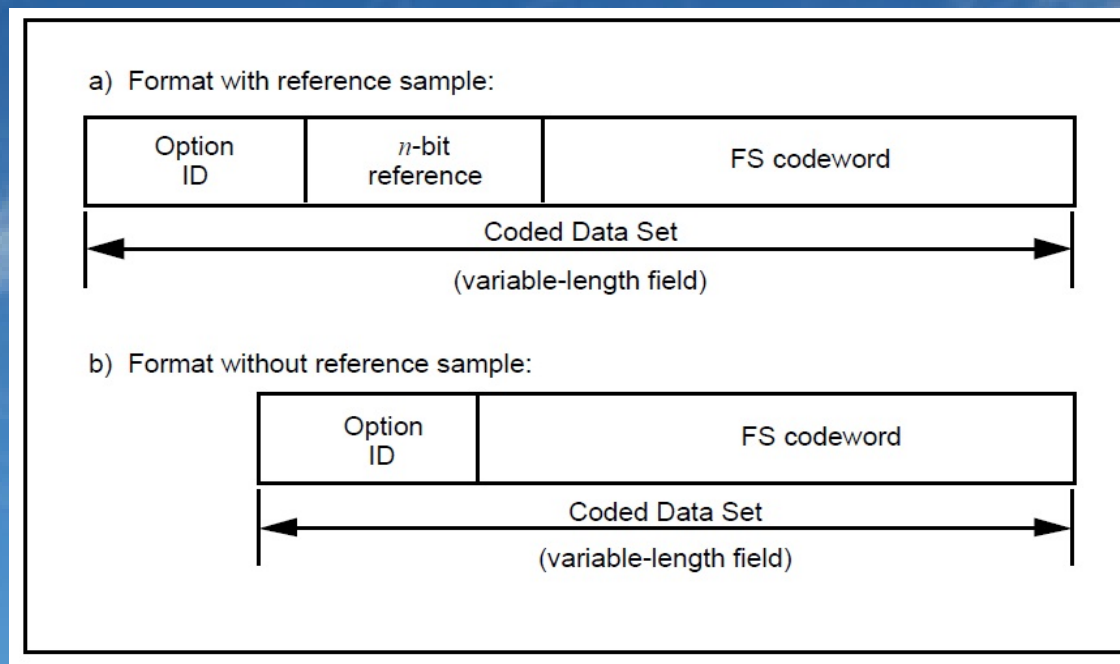 a) Format with reference sample:
Option
ID
n-bit
reference
FS codeword
Coded Data Set
(variable-length field)
b) Format without reference sample:
Option
ID
FS codeword
Coded Data Set
(variable-length field)